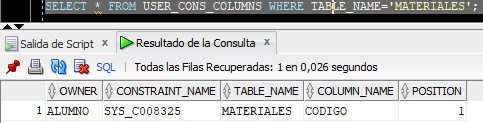 SELECT * FROM USER_CONS_COLUMNS WHERE TABLE_NAME='MATERIALES';
Salida de Script Resultado de la Consulta
SQL Todas las Filas Recuperadas: 1 en 0,026 segundos
OWNER CONSTRAINT_NAME TABLE_NAME COLUMN_NAME POSITION
1 ALUMNO SYS_C008325 MATERIALES CODIGO 1